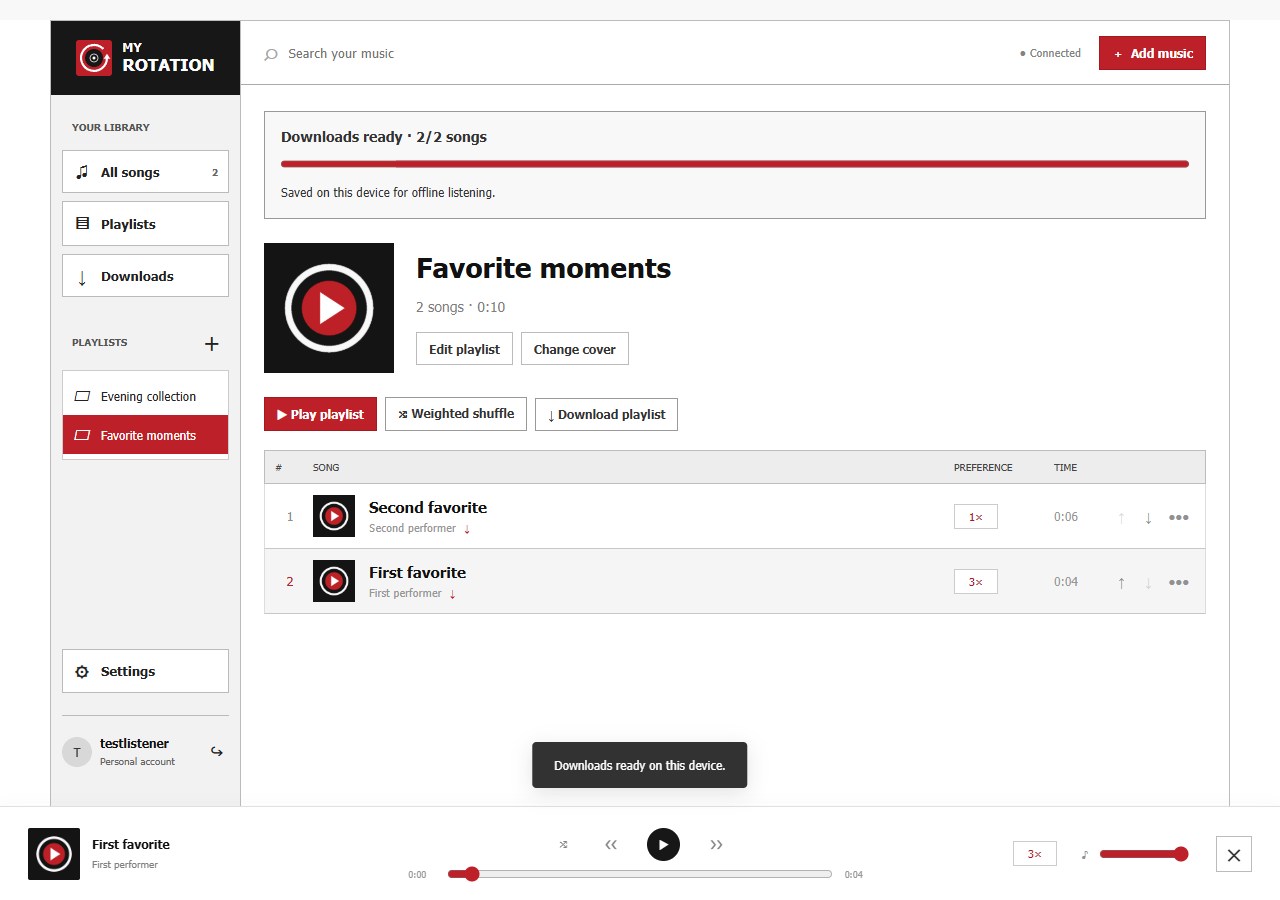 MY
ROTATION
Search your music
Connected
+ Add music
YOUR LIBRARY
All songs 2
Playlists
Downloads
PLAYLISTS +
Evening collection
Favorite moments
Settings
T
testlistener
Personal account
Downloads ready · 2/2 songs
Saved on this device for offline listening.
Favorite moments
2 songs · 0:10
Edit playlist
Change cover
Play playlist
Weighted shuffle
Download playlist
# SONG PREFERENCE TIME
1 Second favorite 1× 0:06
Second performer
2 First favorite 3× 0:04
First performer
Downloads ready on this device.
First favorite
First performer
0:00
0:04
3×